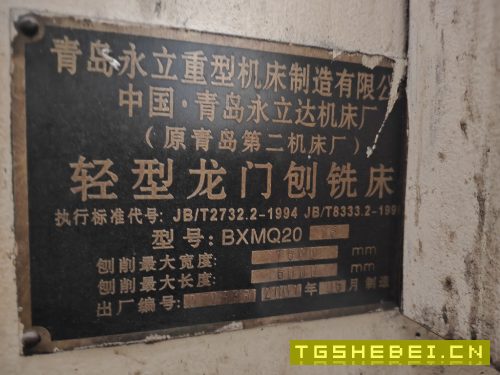 青岛永立重型机床制造有限公
中国·青岛永立达机床厂
(原青岛第二机床厂)
轻型龙门刨铣床
执行标准代号: JB/T2732.2-1994 JB/T8333.2-199
型号: BXMQ20
刨削最大宽度: mm
刨削最大长度: mm
出厂编号: 年 月 制造
TGSHEBEI.CN